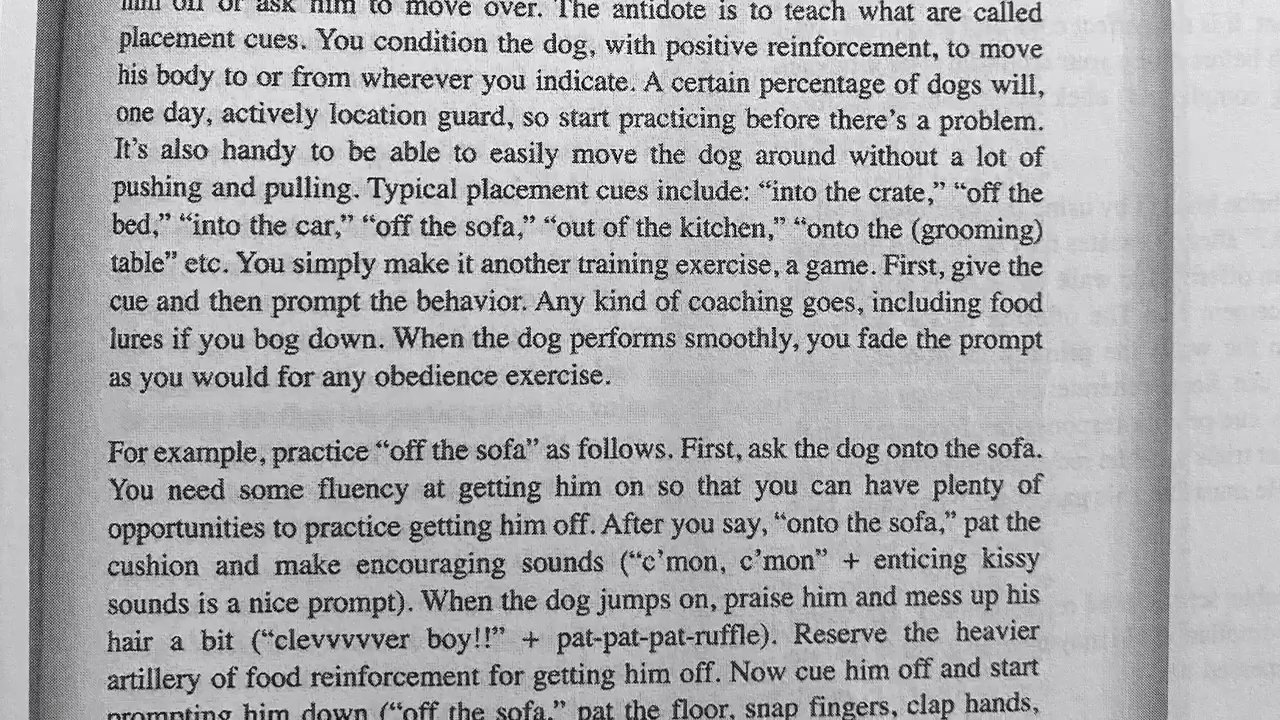 him off or ask him to move over. The antidote is to teach what are called
placement cues. You condition the dog, with positive reinforcement, to move
his body to or from wherever you indicate. A certain percentage of dogs will,
one day, actively location guard, so start practicing before there's a problem.
It's also handy to be able to easily move the dog around without a lot of
pushing and pulling. Typical placement cues include: “into the crate,” “off the
bed,” “into the car,” “off the sofa,” “out of the kitchen,” “onto the (grooming)
table” etc. You simply make it another training exercise, a game. First, give the
cue and then prompt the behavior. Any kind of coaching goes, including food
lures if you bog down. When the dog performs smoothly, you fade the prompt
as you would for any obedience exercise.
For example, practice “off the sofa” as follows. First, ask the dog onto the sofa.
You need some fluency at getting him on so that you can have plenty of
opportunities to practice getting him off. After you say, “onto the sofa,” pat the
cushion and make encouraging sounds (“c'mon, c'mon” + enticing kissy
sounds is a nice prompt). When the dog jumps on, praise him and mess up his
hair a bit (“clevvvvver boy!!” + pat-pat-pat-ruffle). Reserve the heavier
artillery of food reinforcement for getting him off. Now cue him off and start
prompting him down (“off the sofa,” pat the floor, snap fingers, clap hands,